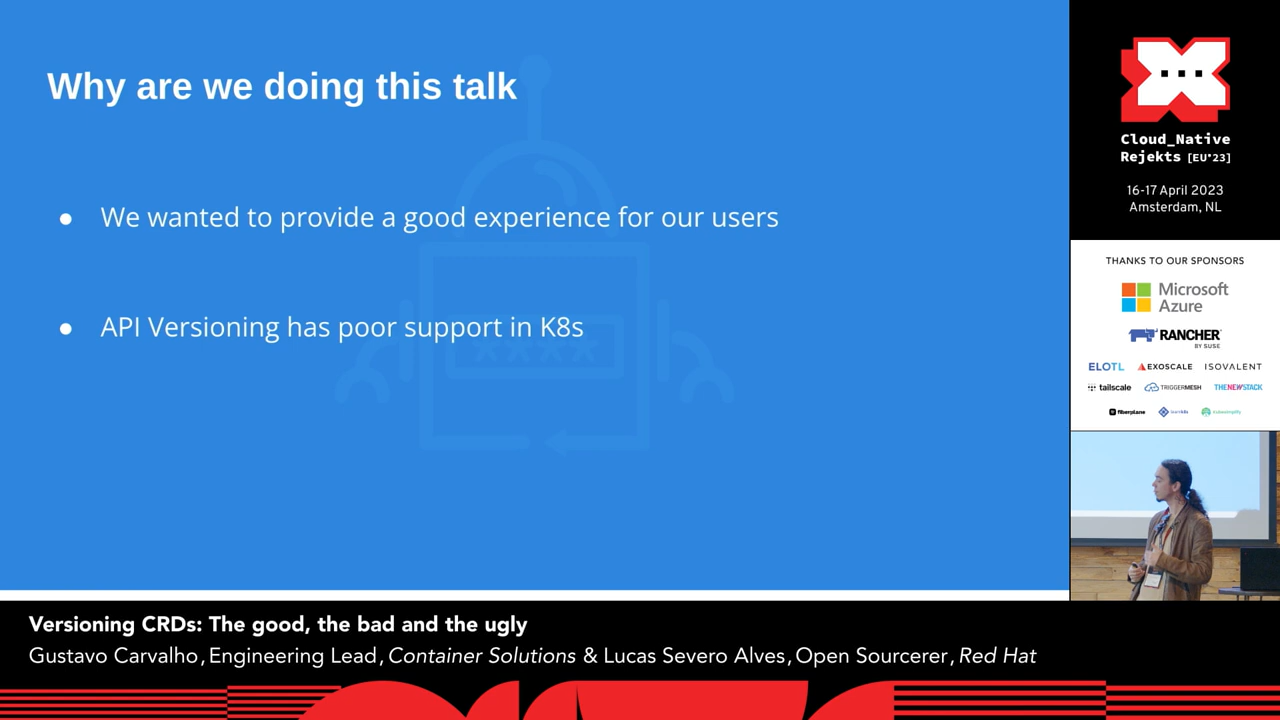 Why are we doing this talk
● We wanted to provide a good experience for our users
● API Versioning has poor support in K8s
Cloud_Native
Rejekts [EU'23]
16-17 April 2023
Amsterdam, NL
THANKS TO OUR SPONSORS
Microsoft
Azure
RANCHER
BY SUSE
ELOTL EXOSCALE ISOVALENT
tailscale TRIGGERMESH THENEWSTACK
fiberplane
Versioning CRDs: The good, the bad and the ugly
Gustavo Carvalho, Engineering Lead, Container Solutions & Lucas Severo Alves, Open Sourcerer, Red Hat